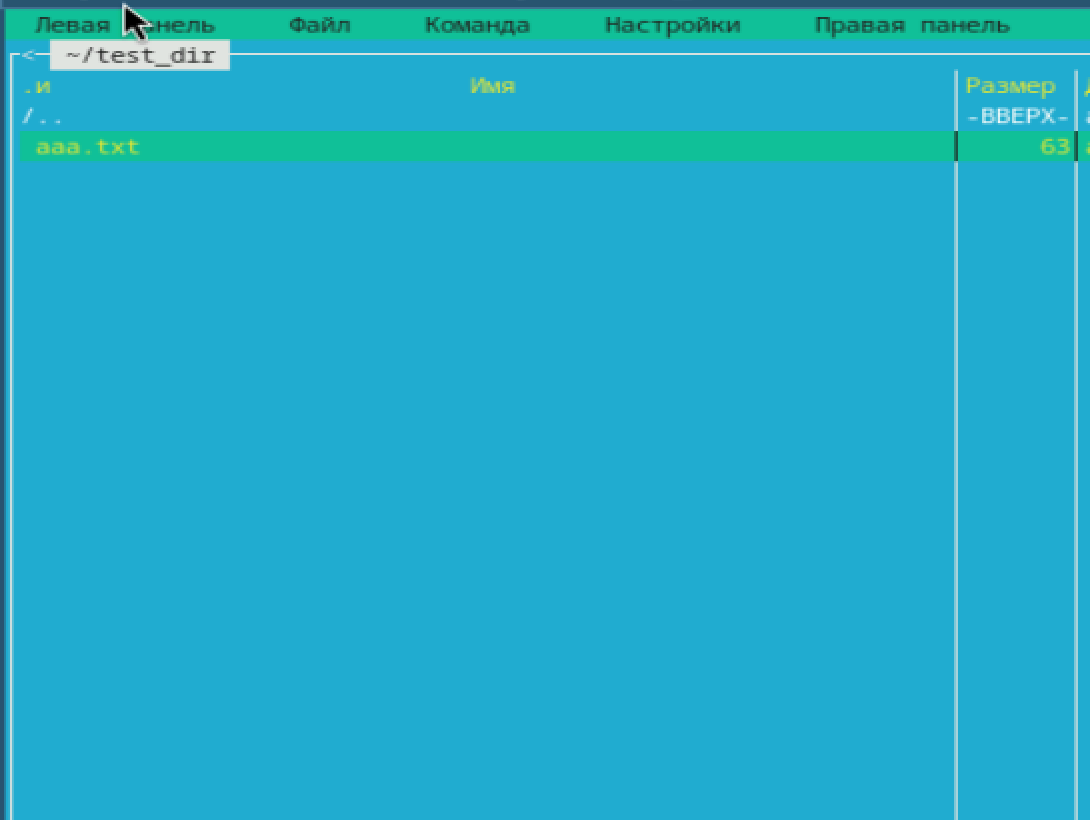 Левая панель Файл Команда Настройки Правая панель
<─ ~/test_dir
.и Имя Размер
/.. -ВВЕРХ-
aaa.txt 63